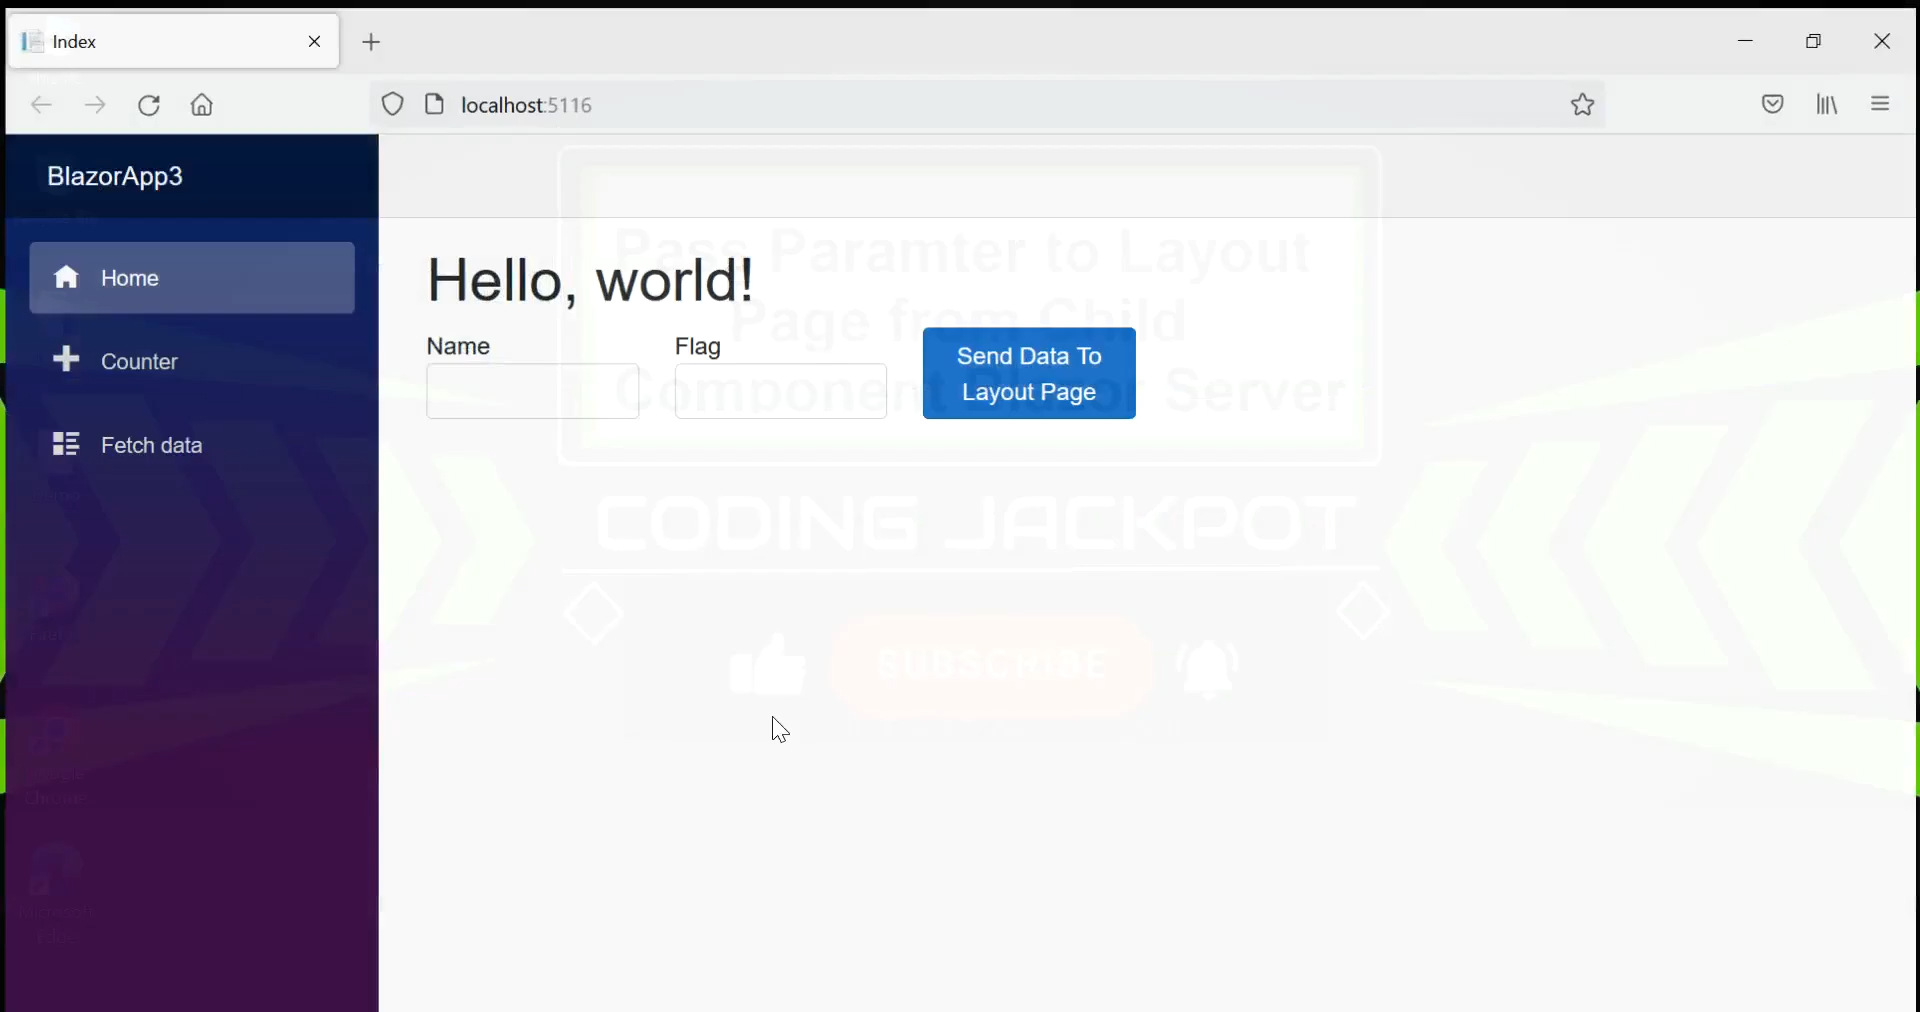 Index
localhost:5116
BlazorApp3
Home
Counter
Fetch data
Hello, world!
Name
Flag
Send Data To
Layout Page
Pass Paramter to Layout
Page from Child
Component Blazor Server
CODING JACKPOT
SUBSCRIBE